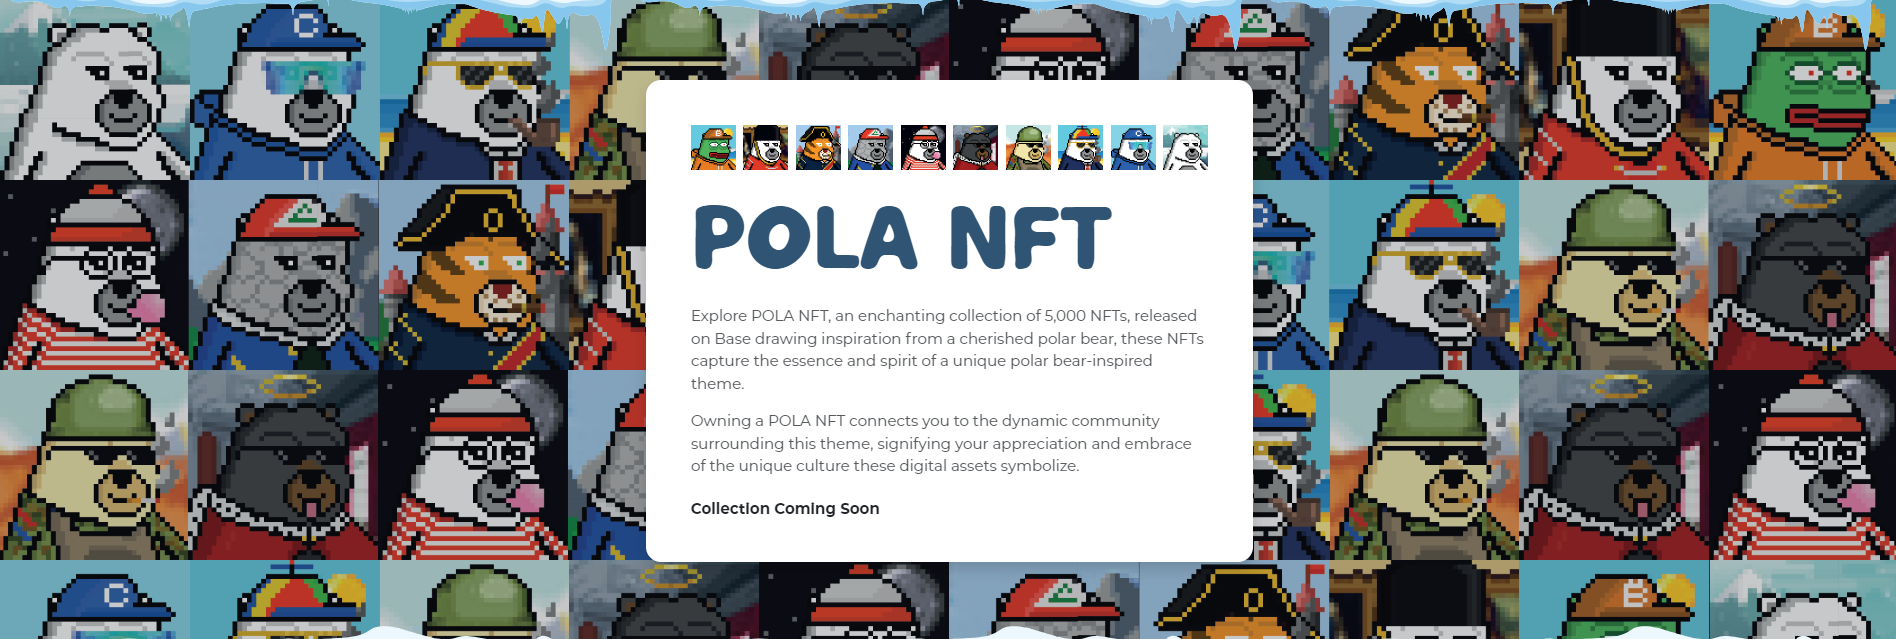 POLA NFT
Explore POLA NFT, an enchanting collection of 5,000 NFTs, released
on Base drawing inspiration from a cherished polar bear, these NFTs
capture the essence and spirit of a unique polar bear-inspired
theme.
Owning a POLA NFT connects you to the dynamic community
surrounding this theme, signifying your appreciation and embrace
of the unique culture these digital assets symbolize.
Collection Coming Soon